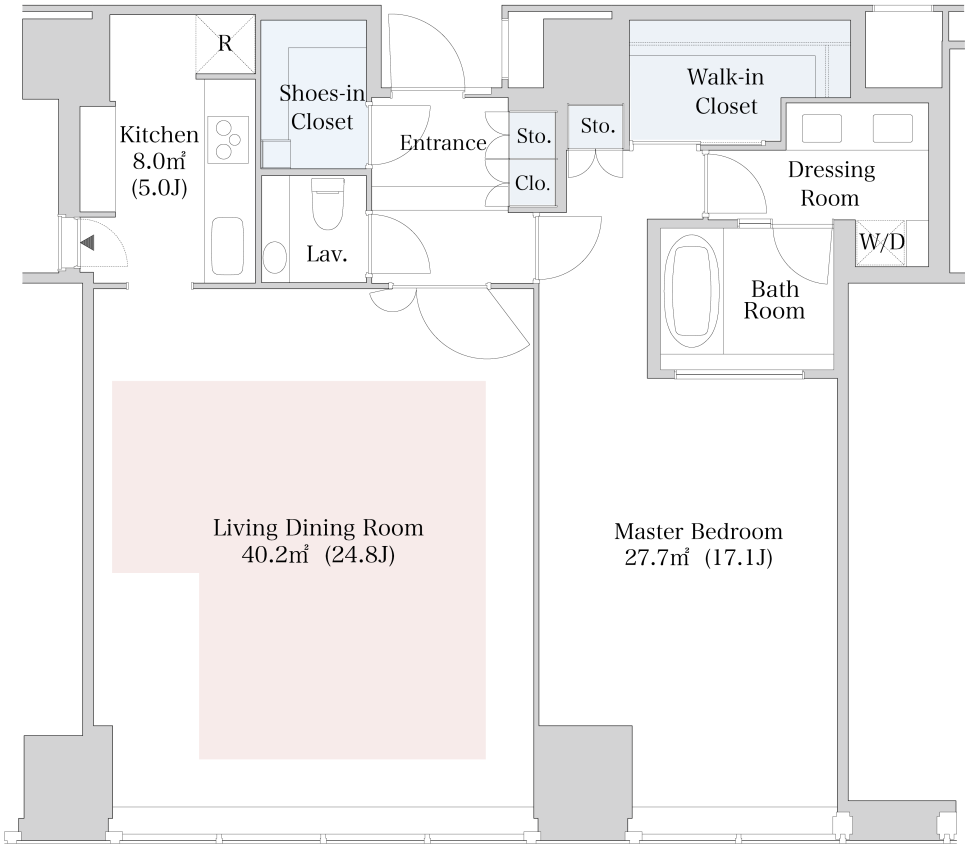 R
Shoes-in
Closet
Walk-in
Closet
Kitchen
8.0㎡
(5.0J)
Entrance
Sto.
Sto.
Clo.
Dressing
Room
Lav.
W/D
Bath
Room
Living Dining Room
40.2㎡ (24.8J)
Master Bedroom
27.7㎡ (17.1J)